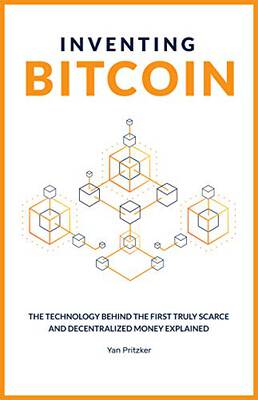 INVENTING
BITCOIN
THE TECHNOLOGY BEHIND THE FIRST TRULY SCARCE
AND DECENTRALIZED MONEY EXPLAINED
Yan Pritzker